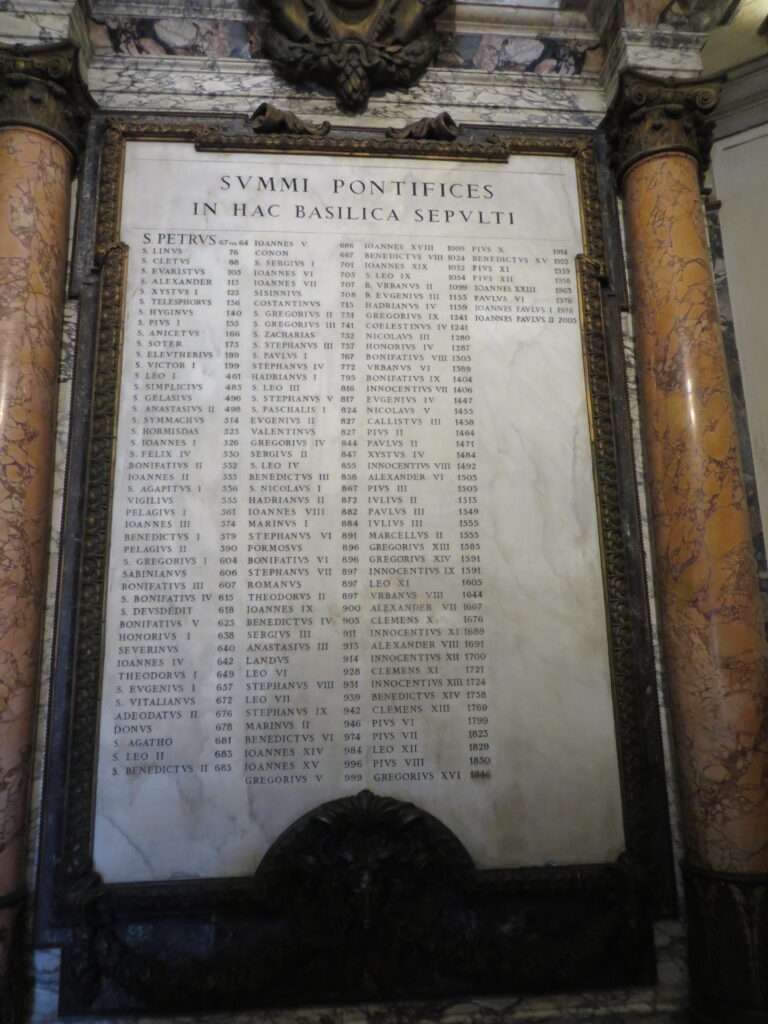 SVMMI PONTIFICES
IN HAC BASILICA SEPVLTI
S. PETRVS 67 vel 64
S. LINVS 76
S. CLETVS 88
S. EVARISTVS 105
S. ALEXANDER 115
S. XYSTVS I 125
S. TELESPHORVS 136
S. HYGINVS 140
S. PIVS I 155
S. ANICETVS 166
S. SOTER 175
S. ELEVTHERIVS 189
S. VICTOR I 199
S. LEO I 461
S. SIMPLICIVS 483
S. GELASIVS 496
S. ANASTASIVS II 498
S. SYMMACHVS 514
S. HORMISDAS 523
S. IOANNES I 526
S. FELIX IV 530
BONIFATIVS II 532
IOANNES II 535
S. AGAPITVS I 536
VIGILIVS 555
PELAGIVS I 561
IOANNES III 574
BENEDICTVS I 579
PELAGIVS II 590
S. GREGORIVS I 604
SABINIANVS 606
BONIFATIVS III 607
S. BONIFATIVS IV 615
S. DEVSDEDIT 618
BONIFATIVS V 625
HONORIVS I 638
SEVERINVS 640
IOANNES IV 642
THEODORVS I 649
S. EVGENIVS I 657
S. VITALIANVS 672
ADEODATVS II 676
DONVS 678
S. AGATHO 681
S. LEO II 683
S. BENEDICTVS II 685
IOANNES V 686
CONON 687
S. SERGIVS I 701
IOANNES VI 705
IOANNES VII 707
SISINNIVS 708
CONSTANTINVS 715
S. GREGORIVS II 731
S. GREGORIVS III 741
S. ZACHARIAS 752
S. STEPHANVS III 757
S. PAVLVS I 767
STEPHANVS IV 772
HADRIANVS I 795
S. LEO III 816
S. STEPHANVS V 817
S. PASCHALIS I 824
EVGENIVS II 827
VALENTINVS 827
GREGORIVS IV 844
SERGIVS II 847
S. LEO IV 855
BENEDICTVS III 858
S. NICOLAVS I 867
HADRIANVS II 872
IOANNES VIII 882
MARINVS I 884
STEPHANVS VI 891
FORMOSVS 896
BONIFATIVS VI 896
STEPHANVS VII 897
ROMANVS 897
THEODORVS II 897
IOANNES IX 900
BENEDICTVS IV 903
SERGIVS III 911
ANASTASIVS III 913
LANDVS 914
LEO VI 928
STEPHANVS VIII 931
LEO VII 939
STEPHANVS IX 942
MARINVS II 946
BENEDICTVS VI 974
IOANNES XIV 984
IOANNES XV 996
GREGORIVS V 999
IOANNES XVIII 1009
BENEDICTVS VIII 1024
IOANNES XIX 1032
S. LEO IX 1054
B. VRBANVS II 1099
B. EVGENIVS III 1153
HADRIANVS IV 1159
GREGORIVS IX 1241
COELESTINVS IV 1241
NICOLAVS III 1280
HONORIVS IV 1287
BONIFATIVS VIII 1303
VRBANVS VI 1389
BONIFATIVS IX 1404
INNOCENTIVS VII 1406
EVGENIVS IV 1447
NICOLAVS V 1455
CALLISTVS III 1458
PIVS II 1464
PAVLVS II 1471
XYSTVS IV 1484
INNOCENTIVS VIII 1492
ALEXANDER VI 1503
PIVS III 1503
IVLIVS II 1513
PAVLVS III 1549
IVLIVS III 1555
MARCELLVS II 1555
GREGORIVS XIII 1585
GREGORIVS XIV 1591
INNOCENTIVS IX 1591
LEO XI 1605
VRBANVS VIII 1644
ALEXANDER VII 1667
CLEMENS X 1676
INNOCENTIVS XI 1689
ALEXANDER VIII 1691
INNOCENTIVS XII 1700
CLEMENS XI 1721
INNOCENTIVS XIII 1724
BENEDICTVS XIV 1758
CLEMENS XIII 1769
PIVS VI 1799
PIVS VII 1823
LEO XII 1829
PIVS VIII 1830
GREGORIVS XVI 1846
PIVS X 1914
BENEDICTVS XV 1922
PIVS XI 1939
PIVS XII 1958
IOANNES XXIII 1963
PAVLVS VI 1978
IOANNES PAVLVS I 1978
IOANNES PAVLVS II 2005